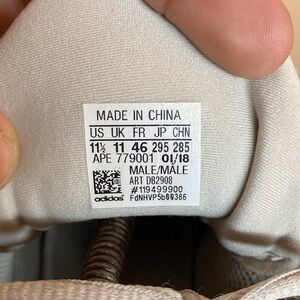 MADE IN CHINA
US UK FR JP CHN
11½ 11 46 295 285
APE 779001 01/18
MALE/MALE
ART DB2908
#119499900
adidas FdNHVP5b00386